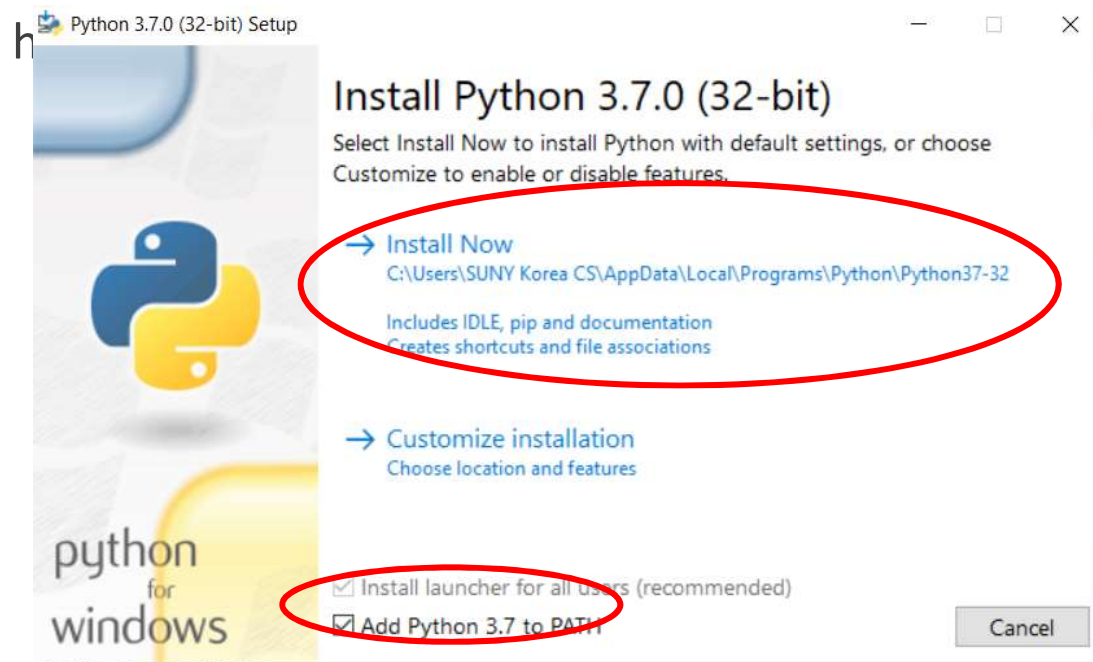 h
Python 3.7.0 (32-bit) Setup
Install Python 3.7.0 (32-bit)
Select Install Now to install Python with default settings, or choose
Customize to enable or disable features.
→ Install Now
C:\Users\SUNY Korea CS\AppData\Local\Programs\Python\Python37-32
Includes IDLE, pip and documentation
Creates shortcuts and file associations
→ Customize installation
Choose location and features
python
for
windows
Install launcher for all users (recommended)
Add Python 3.7 to PATH
Cancel